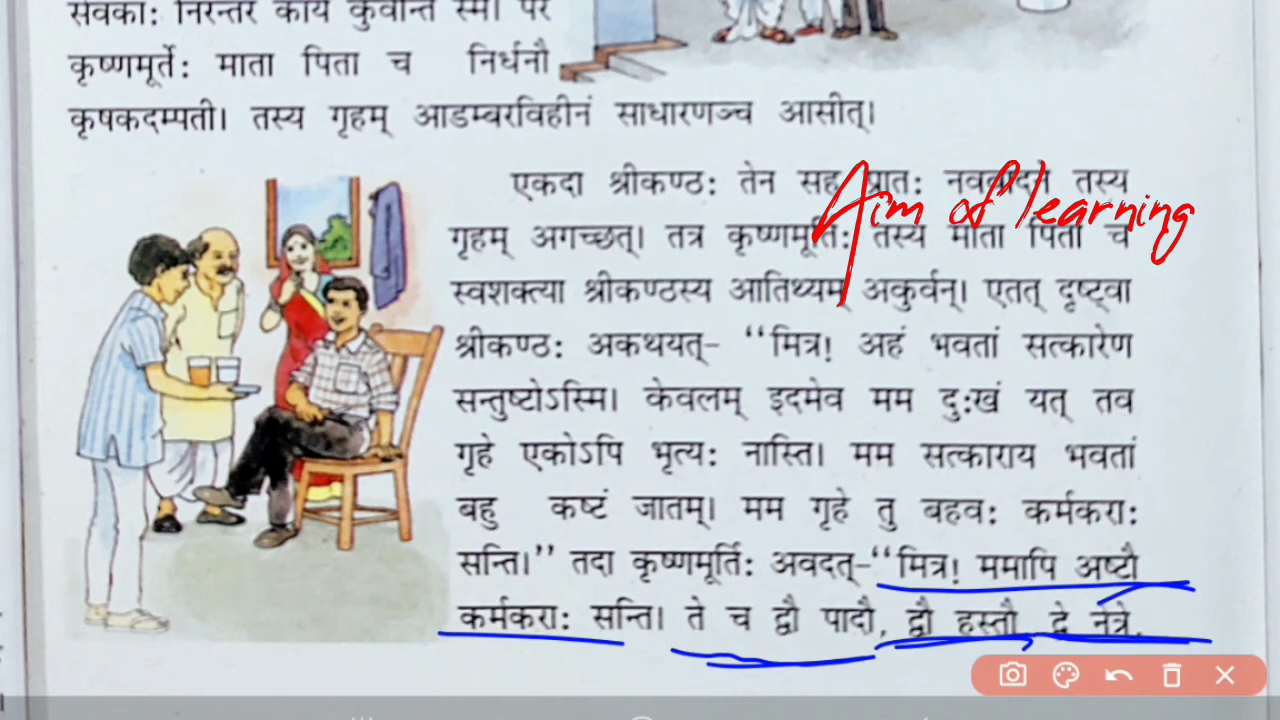 सेवकाः निरन्तरं कार्यं कुर्वन्ति स्म। परं
कृष्णमूर्तेः माता पिता च निर्धनौ
कृषकदम्पती। तस्य गृहम् आडम्बरविहीनं साधारणञ्च आसीत्।
एकदा श्रीकण्ठः तेन सह प्रातः नववादने तस्य
Aim of learning
गृहम् अगच्छत्। तत्र कृष्णमूर्तिः तस्य माता पिता च
स्वशक्त्या श्रीकण्ठस्य आतिथ्यम् अकुर्वन्। एतत् दृष्ट्वा
श्रीकण्ठः अकथयत्- “मित्र! अहं भवतां सत्कारेण
सन्तुष्टोऽस्मि। केवलम् इदमेव मम दुःखं यत् तव
गृहे एकोऽपि भृत्यः नास्ति। मम सत्काराय भवतां
बहु कष्टं जातम्। मम गृहे तु बहवः कर्मकराः
सन्ति।” तदा कृष्णमूर्तिः अवदत्-“मित्र! ममापि अष्टौ
कर्मकराः सन्ति। ते च द्वौ पादौ, द्वौ हस्तौ, द्वे नेत्रे,